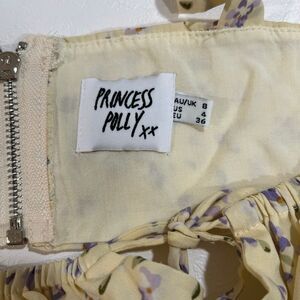 PRINCESS
POLLY xx
AU/UK 8
US 4
EU 36